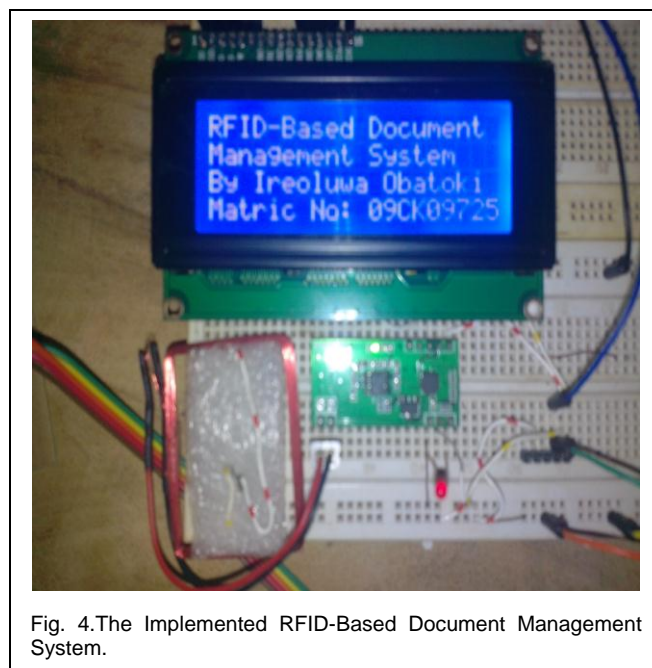 RFID-Based Document
Management System
By Ireoluwa Obatoki
Matric No: 09CK09725
Fig. 4.The Implemented RFID-Based Document Management
System.